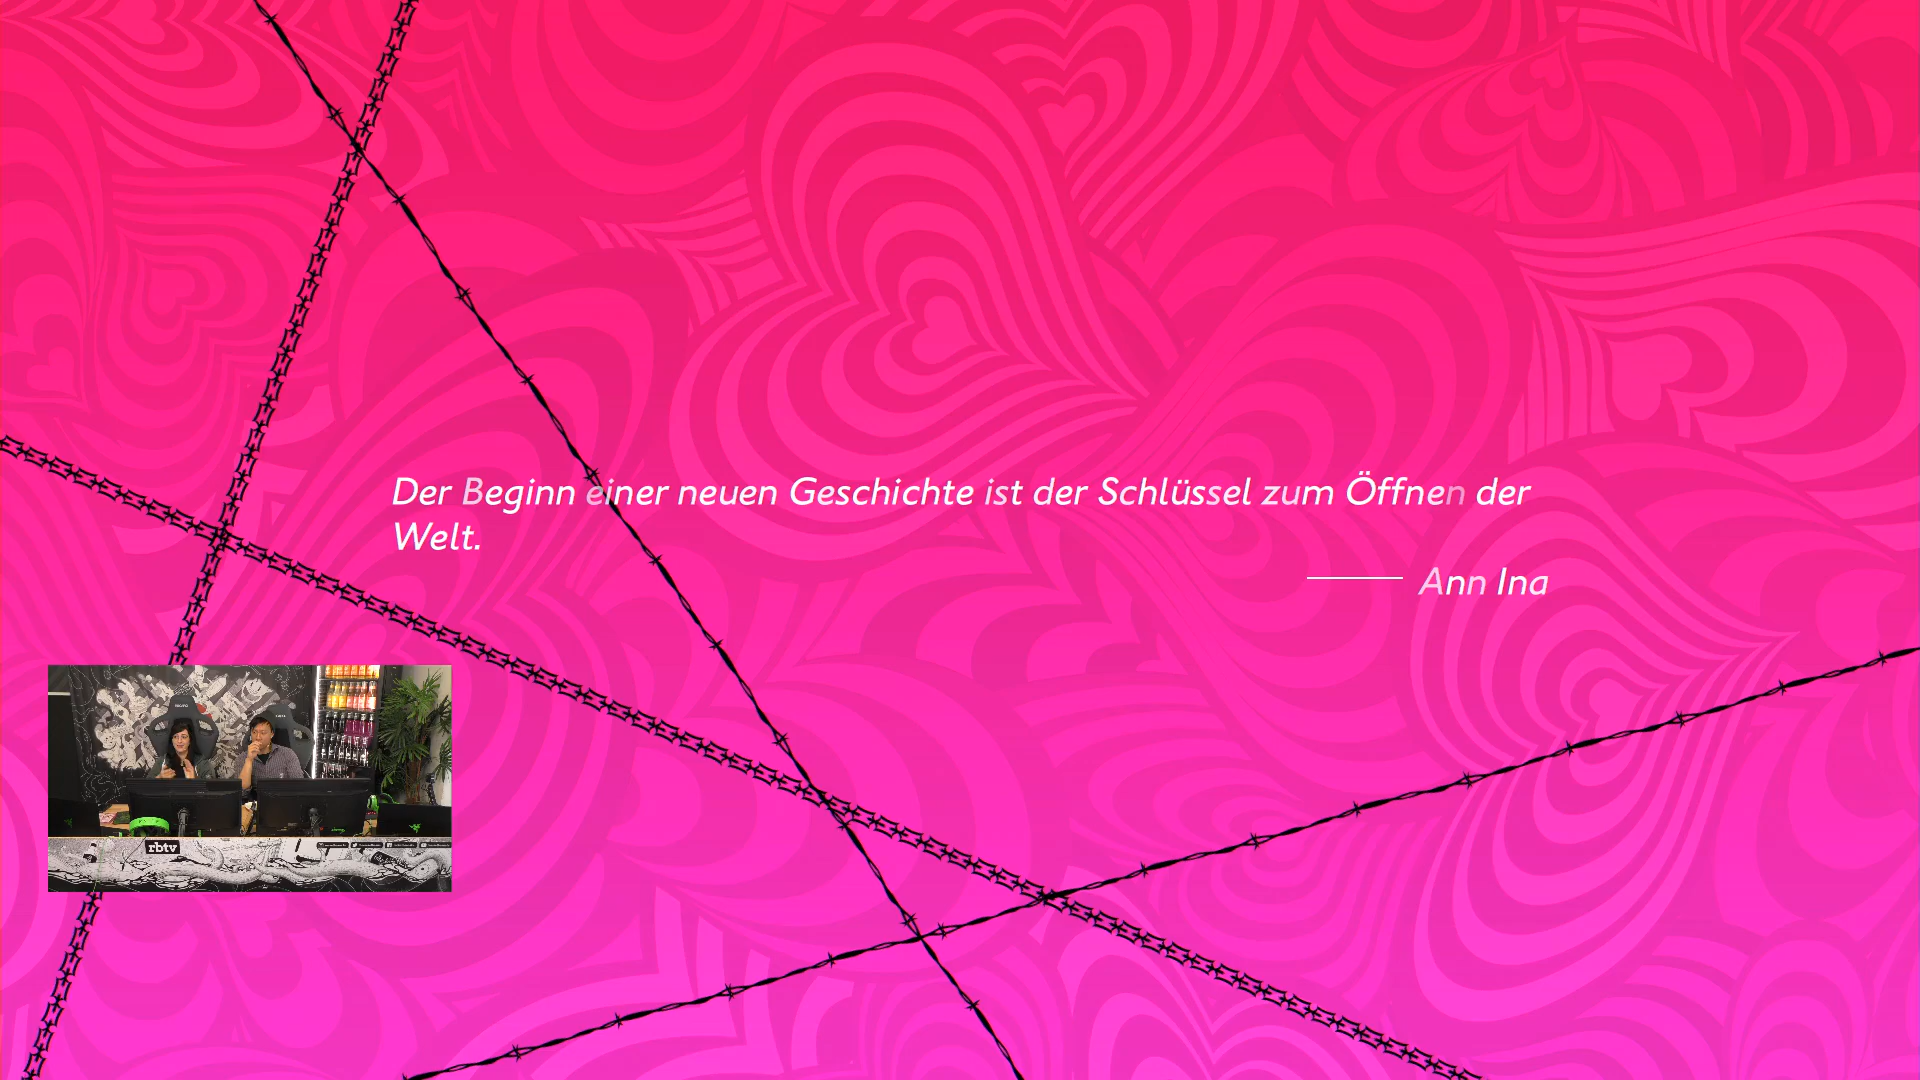 Der Beginn einer neuen Geschichte ist der Schlüssel zum Öffnen der
Welt.
Ann Ina
rbtv